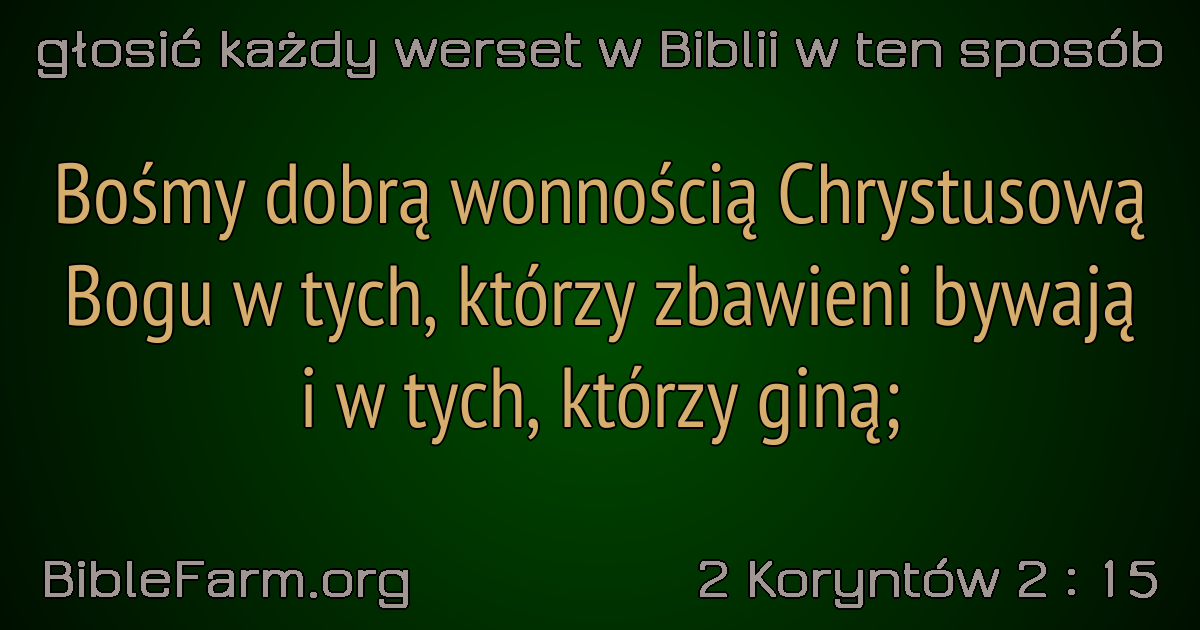 głosić każdy werset w Biblii w ten sposób
Bośmy dobrą wonnością Chrystusową
Bogu w tych, którzy zbawieni bywają
i w tych, którzy giną;
BibleFarm.org
2 Koryntów 2 : 15